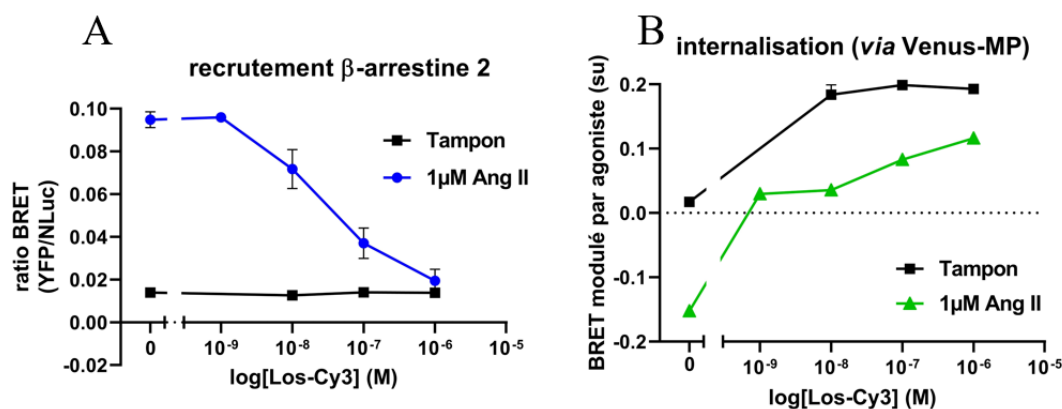 A
recrutement β-arrestine 2
ratio BRET
(YFP/NLuc)
0.10
0.08
0.06
0.04
0.02
0.00
-0.02
Tampon
1µM Ang II
0
10-9
10-8
10-7
10-6
10-5
log[Los-Cy3] (M)
B
internalisation (via Venus-MP)
BRET modulé par agoniste (su)
0.2
0.1
0.0
-0.1
-0.2
Tampon
1µM Ang II
0
10-9
10-8
10-7
10-6
10-5
log[Los-Cy3] (M)